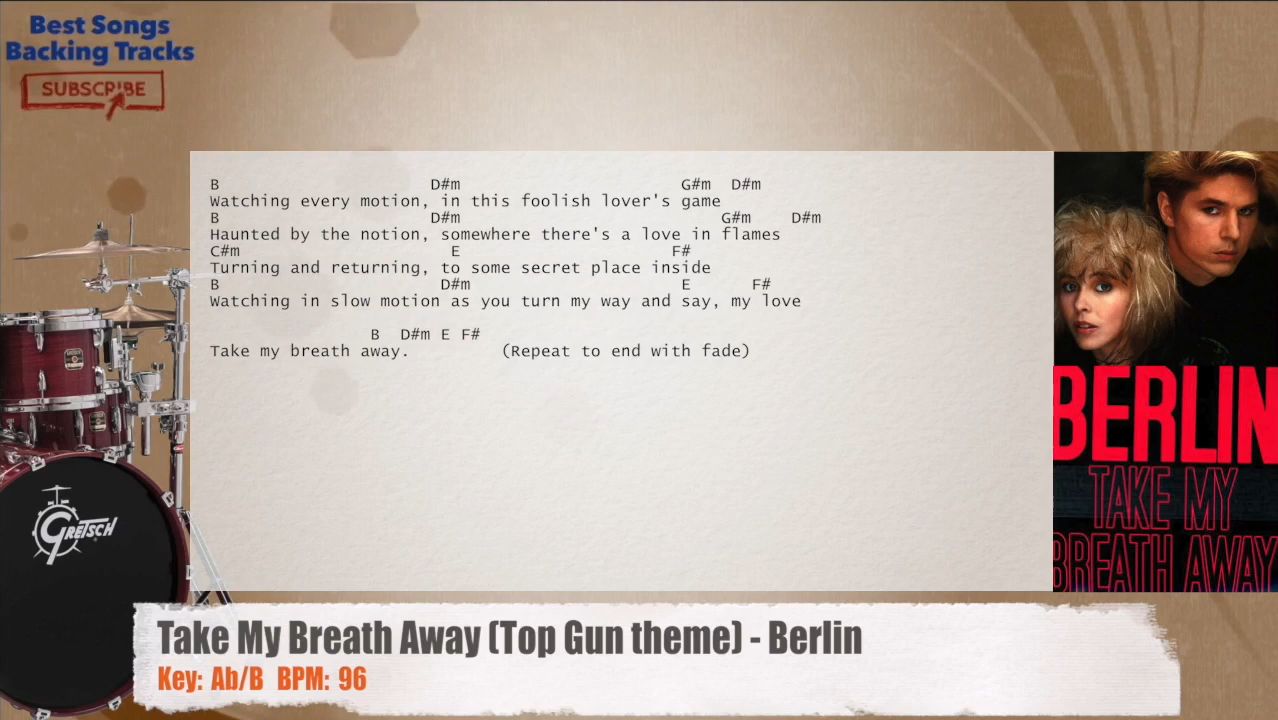 Best Songs
Backing Tracks
SUBSCRIBE
B D#m G#m D#m
Watching every motion, in this foolish lover's game
B D#m G#m D#m
Haunted by the notion, somewhere there's a love in flames
C#m E F#
Turning and returning, to some secret place inside
B D#m E F#
Watching in slow motion as you turn my way and say, my love
B D#m E F#
Take my breath away. (Repeat to end with fade)
BERLIN
TAKE MY
BREATH AWAY
GRETSCH
Take My Breath Away (Top Gun theme) - Berlin
Key: Ab/B BPM: 96